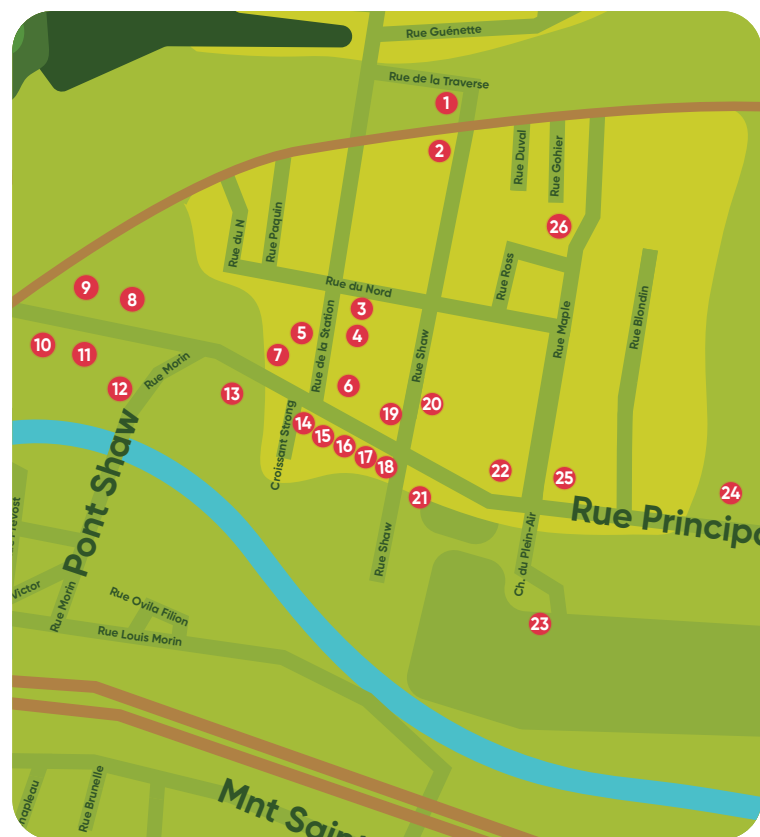 Rue Guénette
Rue de la Traverse
1
2
Rue Duval
Rue Gohier
26
Rue du N
Rue Paquin
Rue du Nord
Rue Ross
Rue Maple
Rue Blondin
9
8
3
5
4
7
Rue de la Station
Rue Shaw
10
11
12
Rue Morin
13
6
19
20
Croissant Strong
14
15
16
17
18
21
22
25
24
Rue Principa
Pont Shaw
Rue Shaw
Ch. du Plein-Air
23
Prévost
Victor
Rue Morin
Rue Ovila Filion
Rue Louis Morin
Rue Brunelle
Mnt Saint